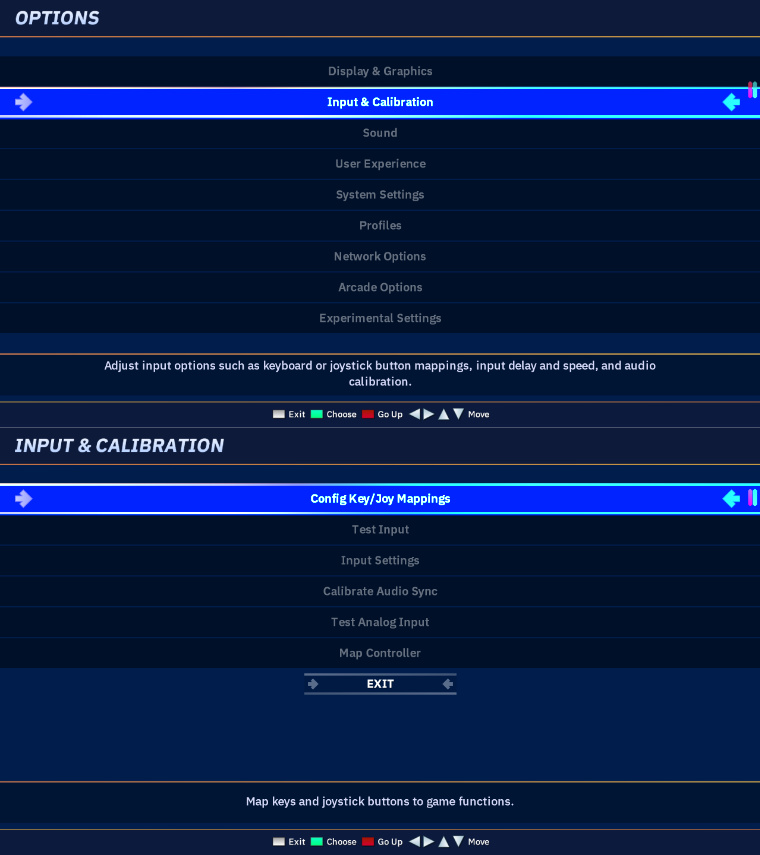 OPTIONS
Display & Graphics
Input & Calibration
Sound
User Experience
System Settings
Profiles
Network Options
Arcade Options
Experimental Settings
Adjust input options such as keyboard or joystick button mappings, input delay and speed, and audio
calibration.
Exit Choose Go Up Move
INPUT & CALIBRATION
Config Key/Joy Mappings
Test Input
Input Settings
Calibrate Audio Sync
Test Analog Input
Map Controller
EXIT
Map keys and joystick buttons to game functions.
Exit Choose Go Up Move